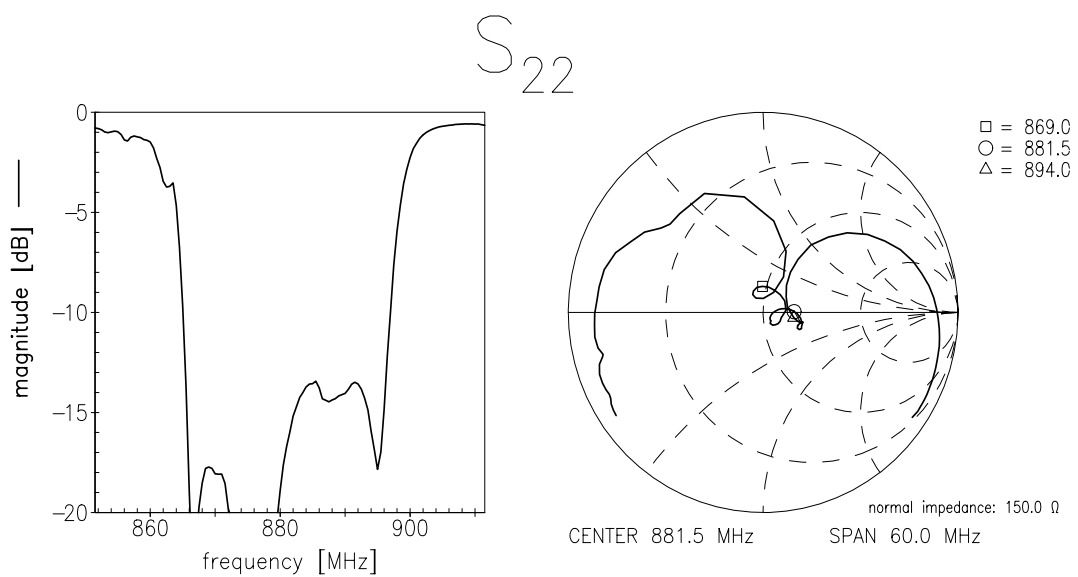 S22
0
−5
−10
−15
−20
magnitude [dB]
860 880 900
frequency [MHz]
□ = 869.0
○ = 881.5
△ = 894.0
normal impedance: 150.0 Ω
CENTER 881.5 MHz SPAN 60.0 MHz